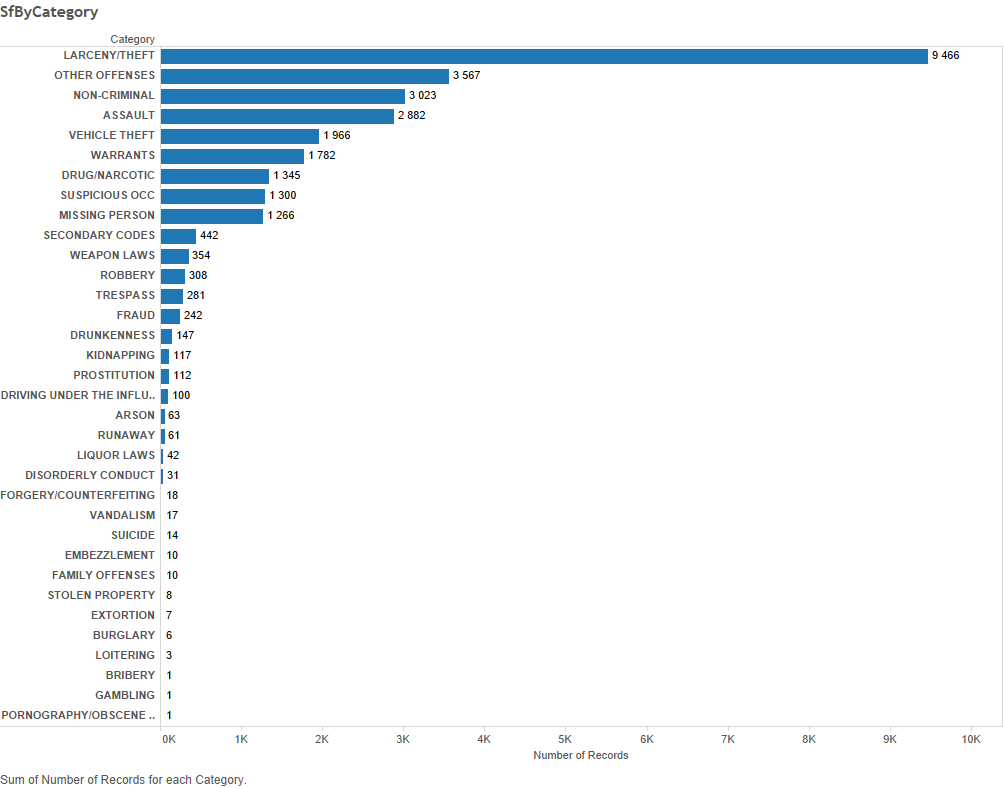 SfByCategory
Category
LARCENY/THEFT 9 466
OTHER OFFENSES 3 567
NON-CRIMINAL 3 023
ASSAULT 2 882
VEHICLE THEFT 1 966
WARRANTS 1 782
DRUG/NARCOTIC 1 345
SUSPICIOUS OCC 1 300
MISSING PERSON 1 266
SECONDARY CODES 442
WEAPON LAWS 354
ROBBERY 308
TRESPASS 281
FRAUD 242
DRUNKENNESS 147
KIDNAPPING 117
PROSTITUTION 112
DRIVING UNDER THE INFLU.. 100
ARSON 63
RUNAWAY 61
LIQUOR LAWS 42
DISORDERLY CONDUCT 31
FORGERY/COUNTERFEITING 18
VANDALISM 17
SUICIDE 14
EMBEZZLEMENT 10
FAMILY OFFENSES 10
STOLEN PROPERTY 8
EXTORTION 7
BURGLARY 6
LOITERING 3
BRIBERY 1
GAMBLING 1
PORNOGRAPHY/OBSCENE .. 1
0K 1K 2K 3K 4K 5K 6K 7K 8K 9K 10K
Number of Records
Sum of Number of Records for each Category.